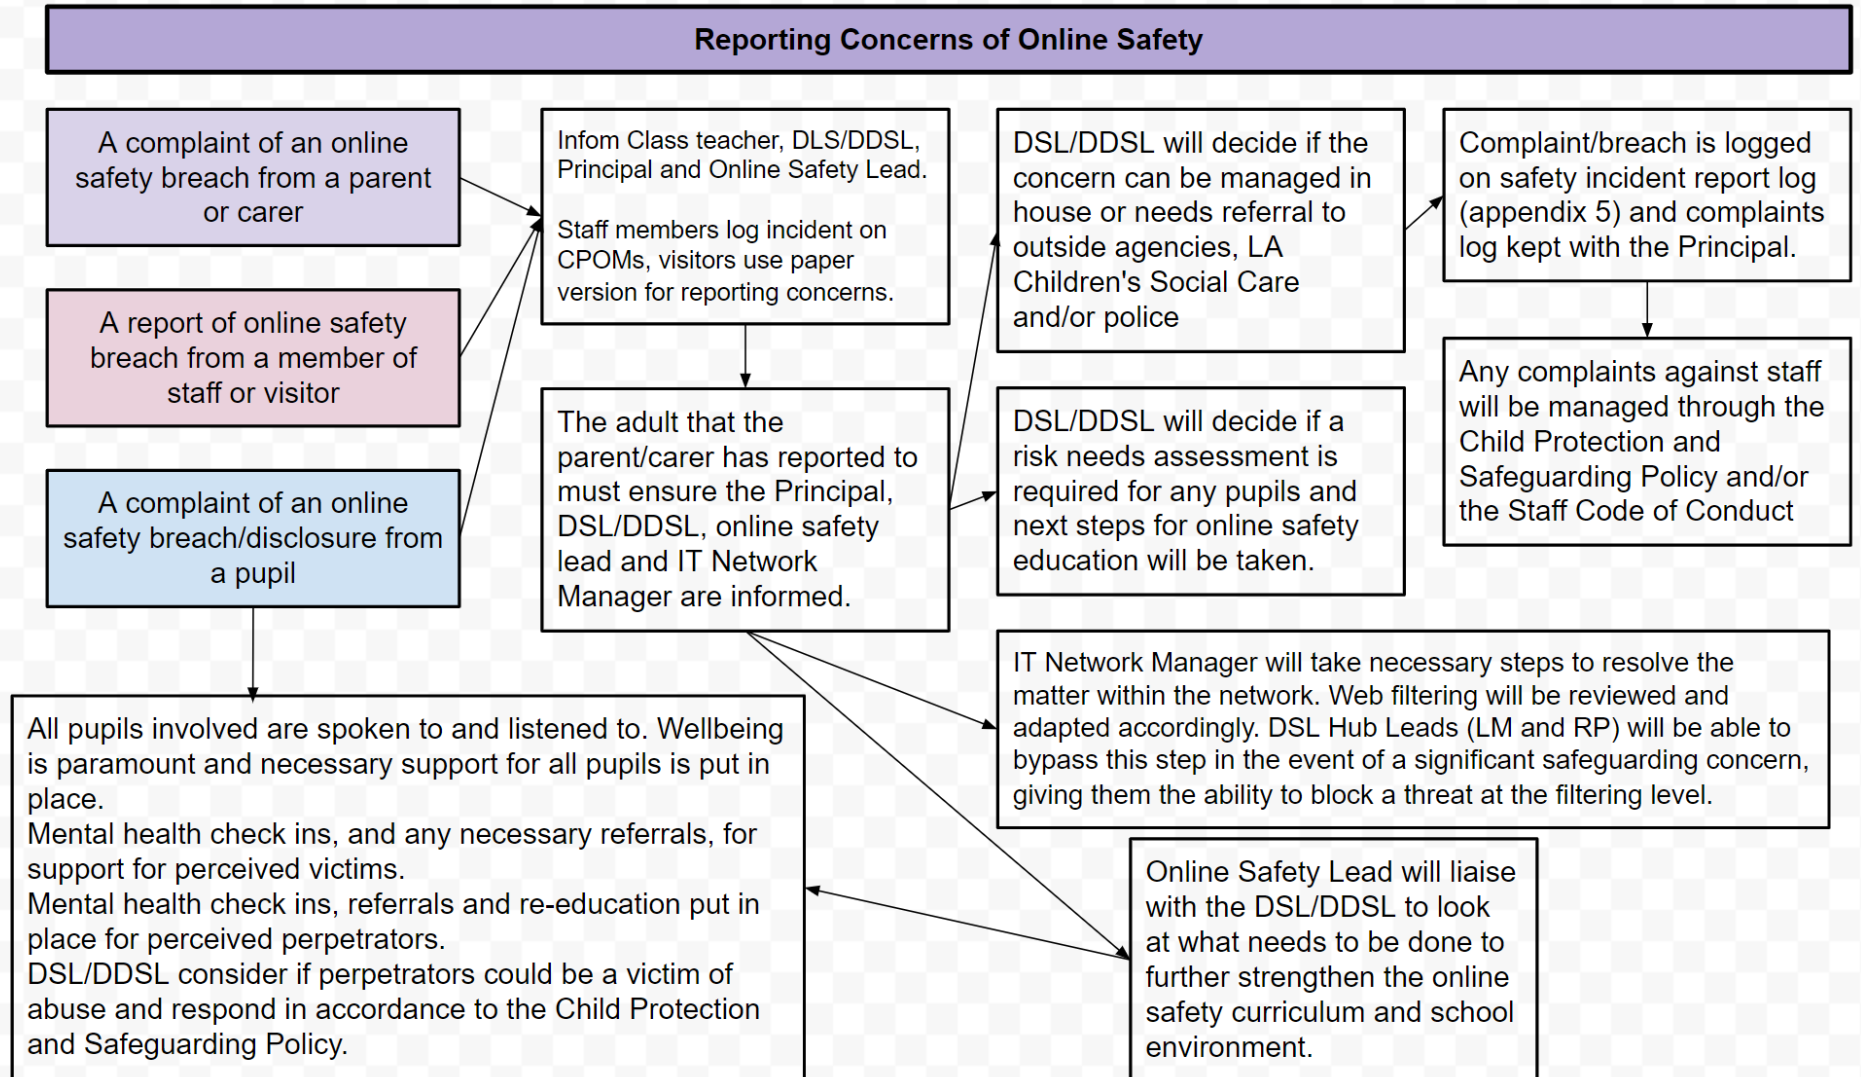 Reporting Concerns of Online Safety
A complaint of an online
safety breach from a parent
or carer
A report of online safety
breach from a member of
staff or visitor
A complaint of an online
safety breach/disclosure from
a pupil
Infom Class teacher, DLS/DDSL,
Principal and Online Safety Lead.
Staff members log incident on
CPOMs, visitors use paper
version for reporting concerns.
The adult that the
parent/carer has reported to
must ensure the Principal,
DSL/DDSL, online safety
lead and IT Network
Manager are informed.
DSL/DDSL will decide if the
concern can be managed in
house or needs referral to
outside agencies, LA
Children's Social Care
and/or police
DSL/DDSL will decide if a
risk needs assessment is
required for any pupils and
next steps for online safety
education will be taken.
Complaint/breach is logged
on safety incident report log
(appendix 5) and complaints
log kept with the Principal.
Any complaints against staff
will be managed through the
Child Protection and
Safeguarding Policy and/or
the Staff Code of Conduct
IT Network Manager will take necessary steps to resolve the
matter within the network. Web filtering will be reviewed and
adapted accordingly. DSL Hub Leads (LM and RP) will be able to
bypass this step in the event of a significant safeguarding concern,
giving them the ability to block a threat at the filtering level.
All pupils involved are spoken to and listened to. Wellbeing
is paramount and necessary support for all pupils is put in
place.
Mental health check ins, and any necessary referrals, for
support for perceived victims.
Mental health check ins, referrals and re-education put in
place for perceived perpetrators.
DSL/DDSL consider if perpetrators could be a victim of
abuse and respond in accordance to the Child Protection
and Safeguarding Policy.
Online Safety Lead will liaise
with the DSL/DDSL to look
at what needs to be done to
further strengthen the online
safety curriculum and school
environment.